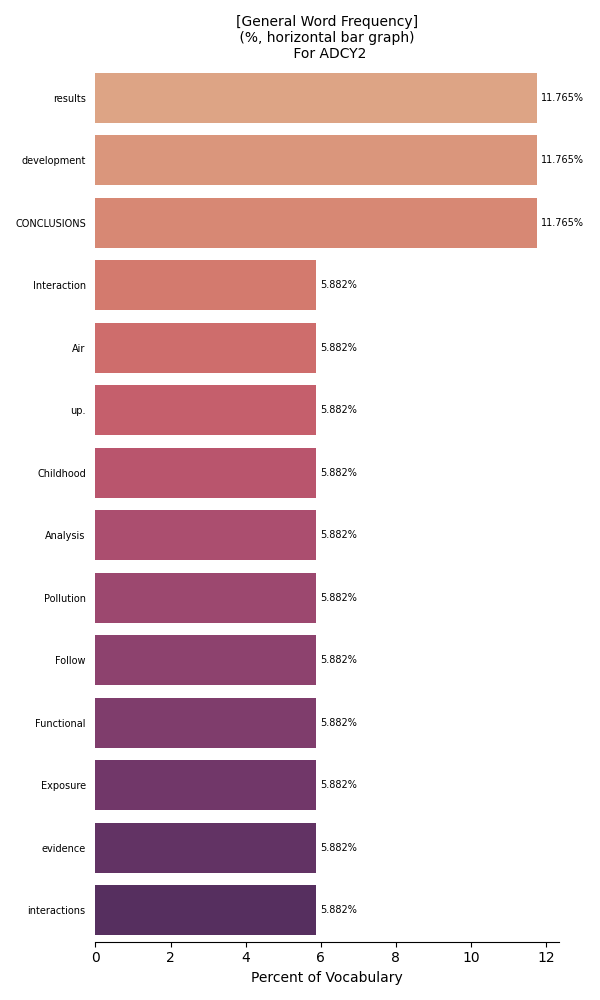 [General Word Frequency]
(%, horizontal bar graph)
For ADCY2
results 11.765%
development 11.765%
CONCLUSIONS 11.765%
Interaction 5.882%
Air 5.882%
up. 5.882%
Childhood 5.882%
Analysis 5.882%
Pollution 5.882%
Follow 5.882%
Functional 5.882%
Exposure 5.882%
evidence 5.882%
interactions 5.882%
0 2 4 6 8 10 12
Percent of Vocabulary